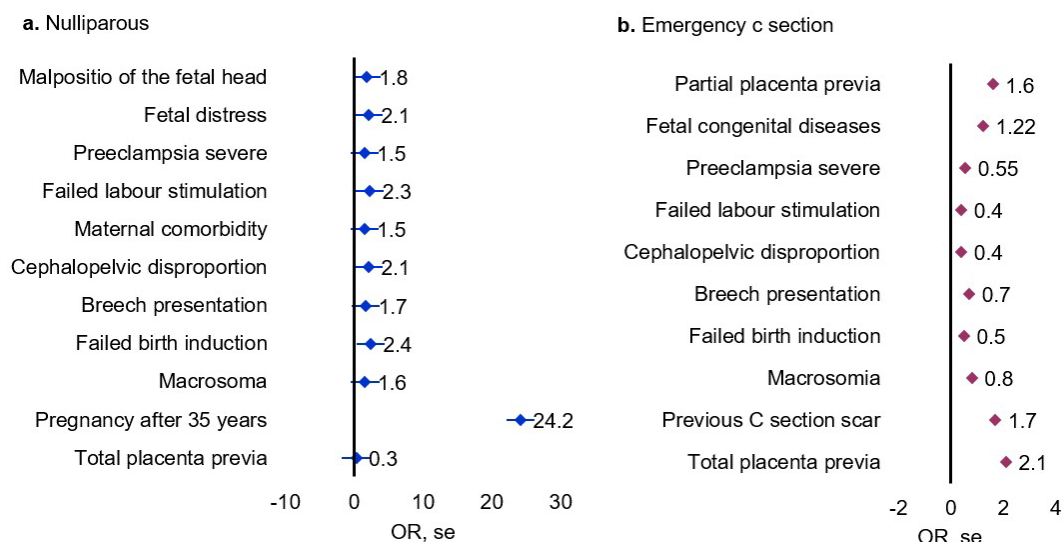 a. Nulliparous
Malpositio of the fetal head 1.8
Fetal distress 2.1
Preeclampsia severe 1.5
Failed labour stimulation 2.3
Maternal comorbidity 1.5
Cephalopelvic disproportion 2.1
Breech presentation 1.7
Failed birth induction 2.4
Macrosoma 1.6
Pregnancy after 35 years 24.2
Total placenta previa 0.3
-10 0 10 20 30
OR, se
b. Emergency c section
Partial placenta previa 1.6
Fetal congenital diseases 1.22
Preeclampsia severe 0.55
Failed labour stimulation 0.4
Cephalopelvic disproportion 0.4
Breech presentation 0.7
Failed birth induction 0.5
Macrosomia 0.8
Previous C section scar 1.7
Total placenta previa 2.1
-2 0 2 4
OR, se